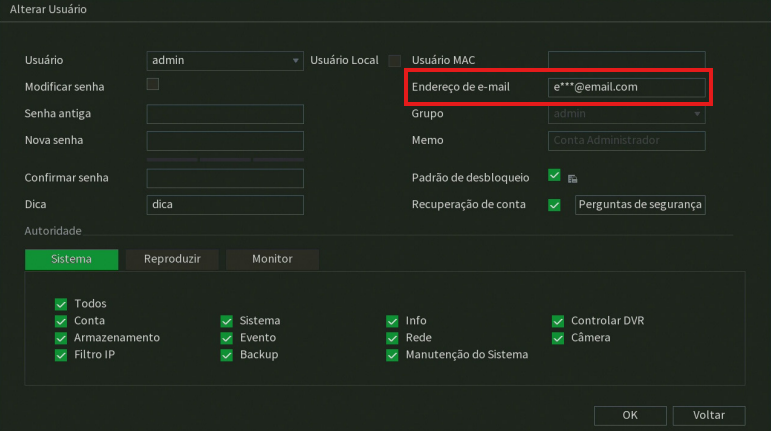 Alterar Usuário
Usuário admin Usuário Local Usuário MAC
Modificar senha Endereço de e-mail e***@email.com
Senha antiga Grupo admin
Nova senha Memo Conta Administrador
Confirmar senha Padrão de desbloqueio
Dica dica Recuperação de conta Perguntas de segurança
Autoridade
Sistema Reproduzir Monitor
Todos
Conta Sistema Info Controlar DVR
Armazenamento Evento Rede Câmera
Filtro IP Backup Manutenção do Sistema
OK Voltar